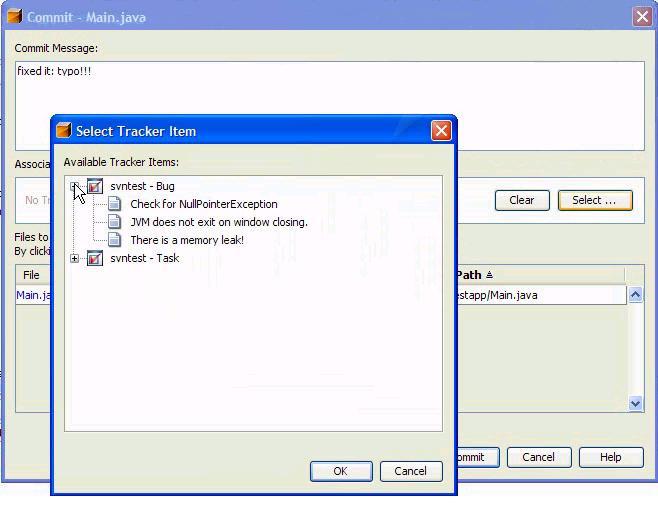 Commit - Main.java
Commit Message:
fixed it: typo!!!
Select Tracker Item
Available Tracker Items:
svntest - Bug
Check for NullPointerException
JVM does not exit on window closing.
There is a memory leak!
svntest - Task
OK
Cancel
Associa
No Tr
Clear
Select ...
Files to
By clicki
File
Path
Main.ja
estapp/Main.java
ommit
Cancel
Help